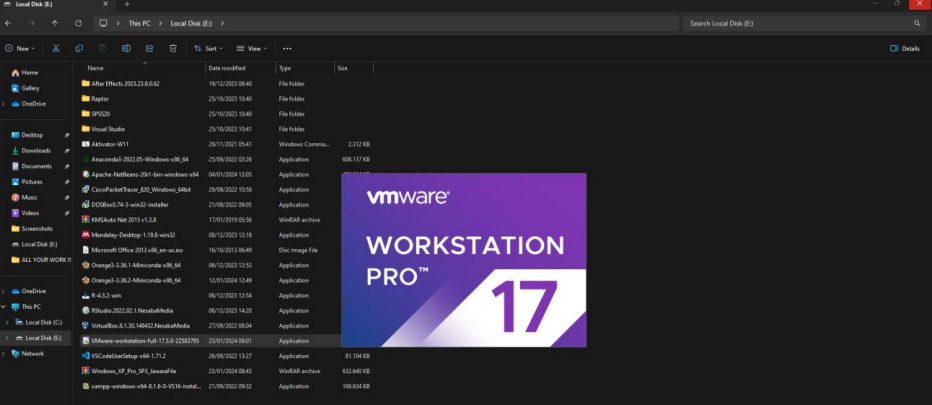 Local Disk (E:)
This PC > Local Disk (E:) >
Search Local Disk (E:)
New
Sort
View
Details
Name Date modified Type Size
Home
Gallery
OneDrive
Desktop
Downloads
Documents
Pictures
Music
Videos
Screenshots
Local Disk (E:)
ALL YOUR WORK IS
OneDrive
This PC
Local Disk (C:)
Local Disk (E:)
Network
After Effects 2023.23.6.0.62 19/12/2023 08:40 File folder
Raptor 25/10/2023 10:40 File folder
SPSS20 25/10/2023 10:40 File folder
Visual Studio 25/10/2023 10:41 File folder
Aktivator-W11 29/11/2021 05:41 Windows Comma... 2.312 KB
Anaconda3-2022.05-Windows-x86_64 25/09/2022 02:26 Application 608.137 KB
Apache-NetBeans-20r1-bin-windows-x64 04/01/2024 12:05 Application
CiscoPacketTracer_820_Windows_64bit 29/09/2022 10:58 Application
DOSBox0.74-3-win32-installer 21/09/2022 09:05 Application
KMSAuto Net 2015 v1.3.8 17/01/2019 05:56 WinRAR archive
Mendeley-Desktop-1.19.8-win32 08/12/2023 12:18 Application
Microsoft Office 2013 x86_en-us.iso 16/10/2013 06:49 Disc Image File
Orange3-3.36.1-Miniconda-x86_64 06/12/2023 12:53 Application
Orange3-3.36.2-Miniconda-x86_64 12/01/2024 12:49 Application
R-4.3.2-win 06/12/2023 12:54 Application
RStudio.2022.02.1.NesabaMedia 06/12/2023 14:20 Application
VirtualBox.6.1.30.148432.NesabaMedia 27/09/2022 08:04 Application
VMware-workstation-full-17.5.0-22583795 23/01/2024 09:01 Application
VSCodeUserSetup-x64-1.71.2 26/09/2022 13:27 Application 81.104 KB
Windows_XP_Pro_SP3_JawaraFile 23/01/2024 08:43 WinRAR archive 632.640 KB
xampp-windows-x64-8.1.6-0-VS16-instal... 21/09/2022 09:32 Application 168.634 KB
vmware®
WORKSTATION
PRO™
17